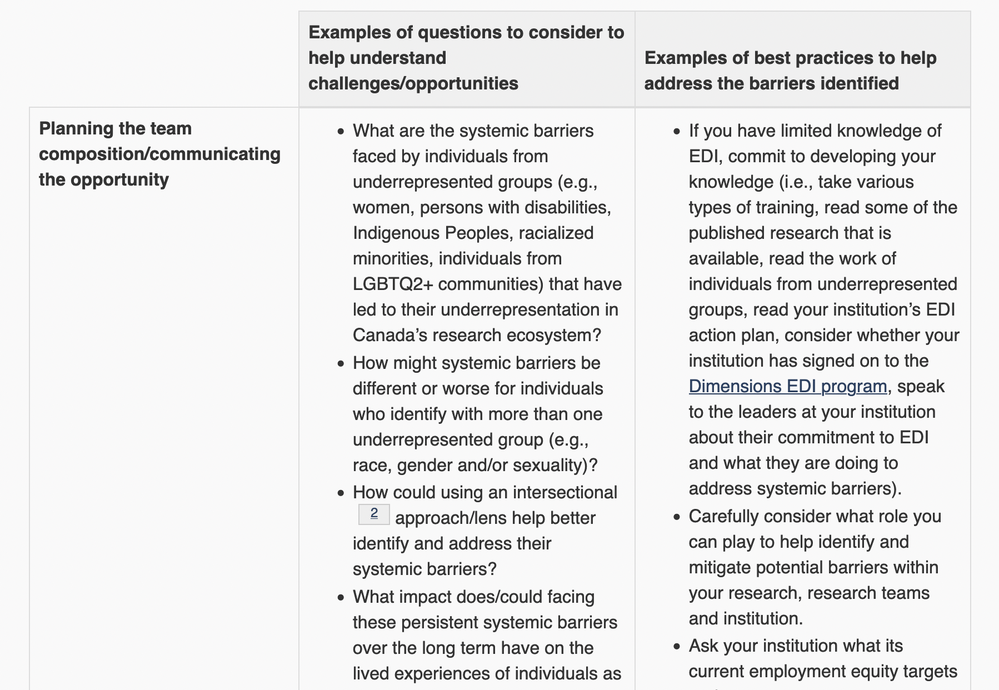 Examples of questions to consider to
help understand
challenges/opportunities
Examples of best practices to help
address the barriers identified
Planning the team
composition/communicating
the opportunity
• What are the systemic barriers
faced by individuals from
underrepresented groups (e.g.,
women, persons with disabilities,
Indigenous Peoples, racialized
minorities, individuals from
LGBTQ2+ communities) that have
led to their underrepresentation in
Canada’s research ecosystem?
• How might systemic barriers be
different or worse for individuals
who identify with more than one
underrepresented group (e.g.,
race, gender and/or sexuality)?
• How could using an intersectional
2 approach/lens help better
identify and address their
systemic barriers?
• What impact does/could facing
these persistent systemic barriers
over the long term have on the
lived experiences of individuals as
• If you have limited knowledge of
EDI, commit to developing your
knowledge (i.e., take various
types of training, read some of the
published research that is
available, read the work of
individuals from underrepresented
groups, read your institution’s EDI
action plan, consider whether your
institution has signed on to the
Dimensions EDI program, speak
to the leaders at your institution
about their commitment to EDI
and what they are doing to
address systemic barriers).
• Carefully consider what role you
can play to help identify and
mitigate potential barriers within
your research, research teams
and institution.
• Ask your institution what its
current employment equity targets